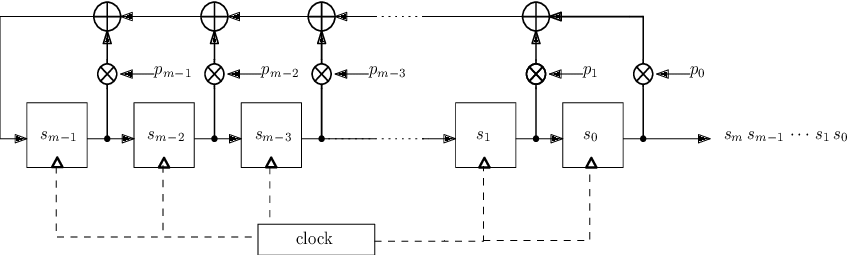 p_{m−1} p_{m−2} p_{m−3} p_1 p_0
s_{m−1} s_{m−2} s_{m−3} s_1 s_0 s_m s_{m−1} ⋯ s_1 s_0
clock